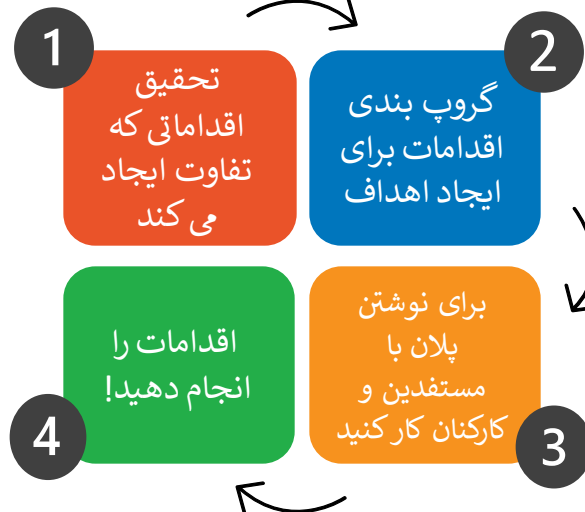 1
تحقیق
اقداماتی که
تفاوت ایجاد
می کند
2
گروپ بندی
اقدامات برای
ایجاد اهداف
3
برای نوشتن
پلان با
مستفدین و
کارکنان کار کنید
4
اقدامات را
انجام دهید!